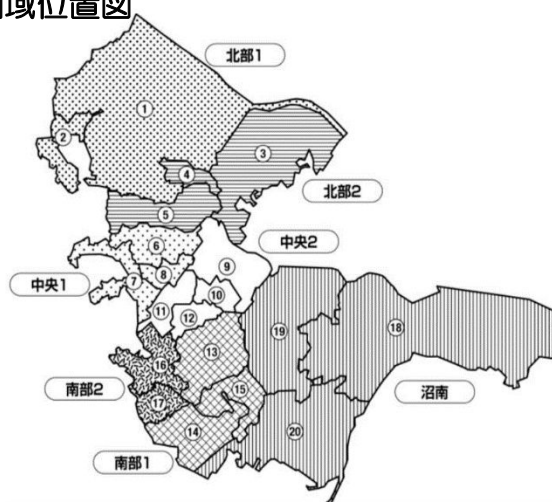 域位置図
北部1
①
②
③
④
北部2
⑤
⑥
中央2
⑨
⑧
中央1
⑦
⑩
⑪
⑫
⑲
⑱
⑬
⑯
南部2
⑮
沼南
⑰
⑭
⑳
南部1